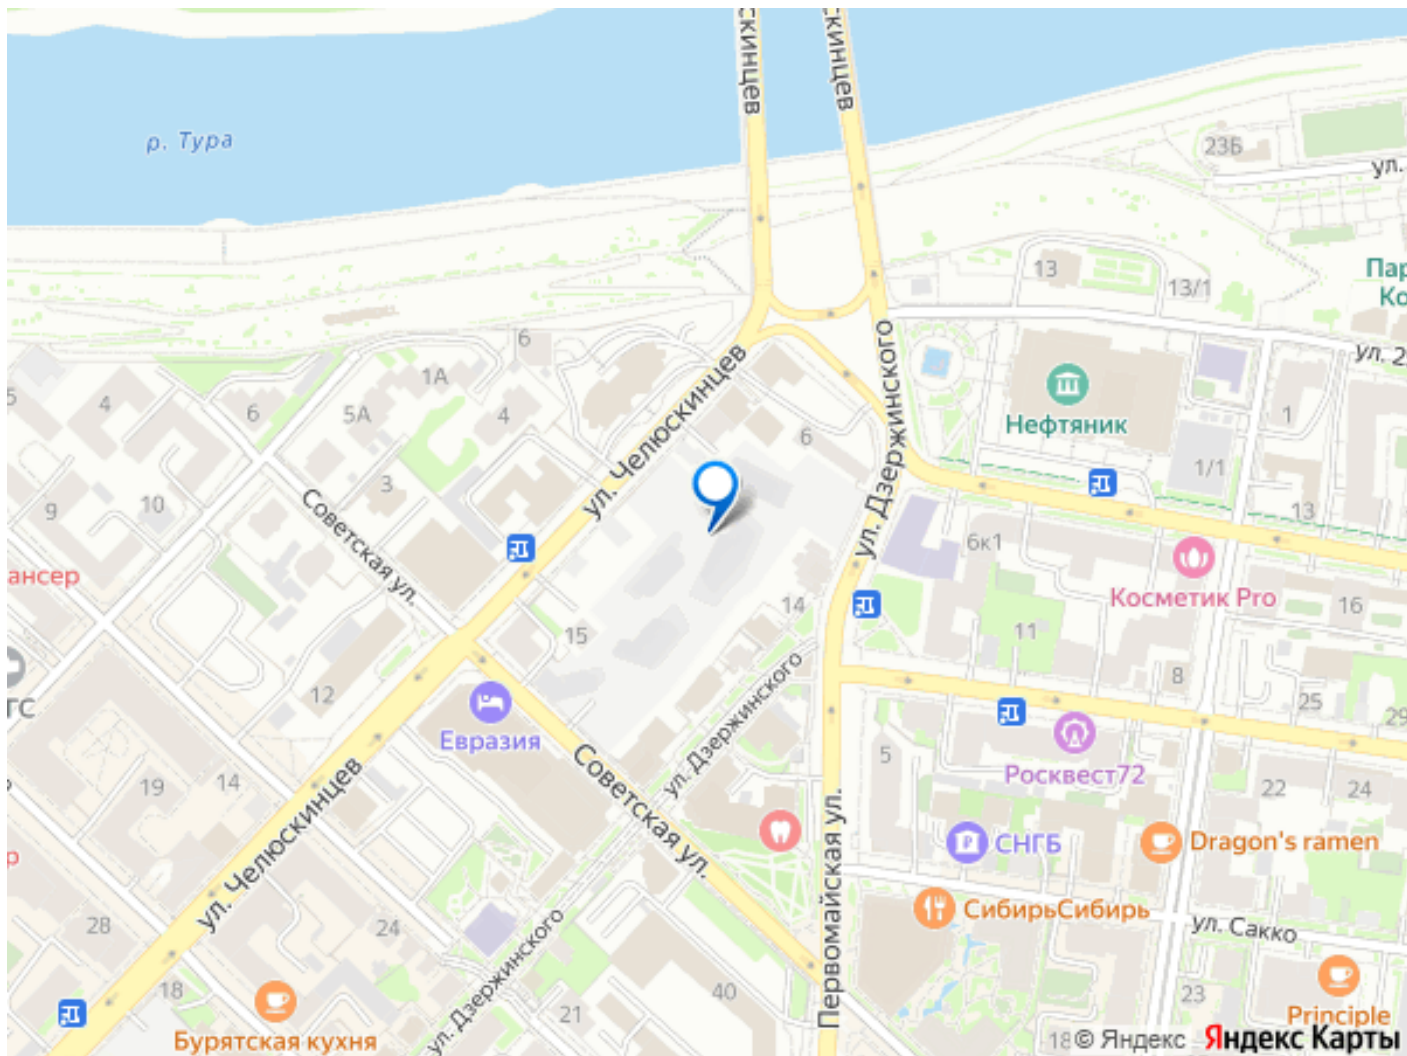 скинцев
скинцев
р. Тура
23Б
ул.
13
13/1
Пар
Ко
ул. 2
6
1А
5А
4
6
4
5
3
10
9
ул. Челюскинцев
ул. Дзержинского
6
Нефтяник
1
1/1
13
Советская ул.
6к1
Косметик Pro
16
ансер
15
14
11
8
25
29
ГС
12
Евразия
ул. Дзержинского
Советская ул.
5
Росквест72
22
24
19
14
ул. Челюскинцев
Первомайская ул.
СНГБ
Dragon's ramen
р
СибирьСибирь
ул. Сакко
28
24
ул. Дзержинского
18
40
21
23
Principle
Бурятская кухня
18
© Яндекс Яндекс Карты